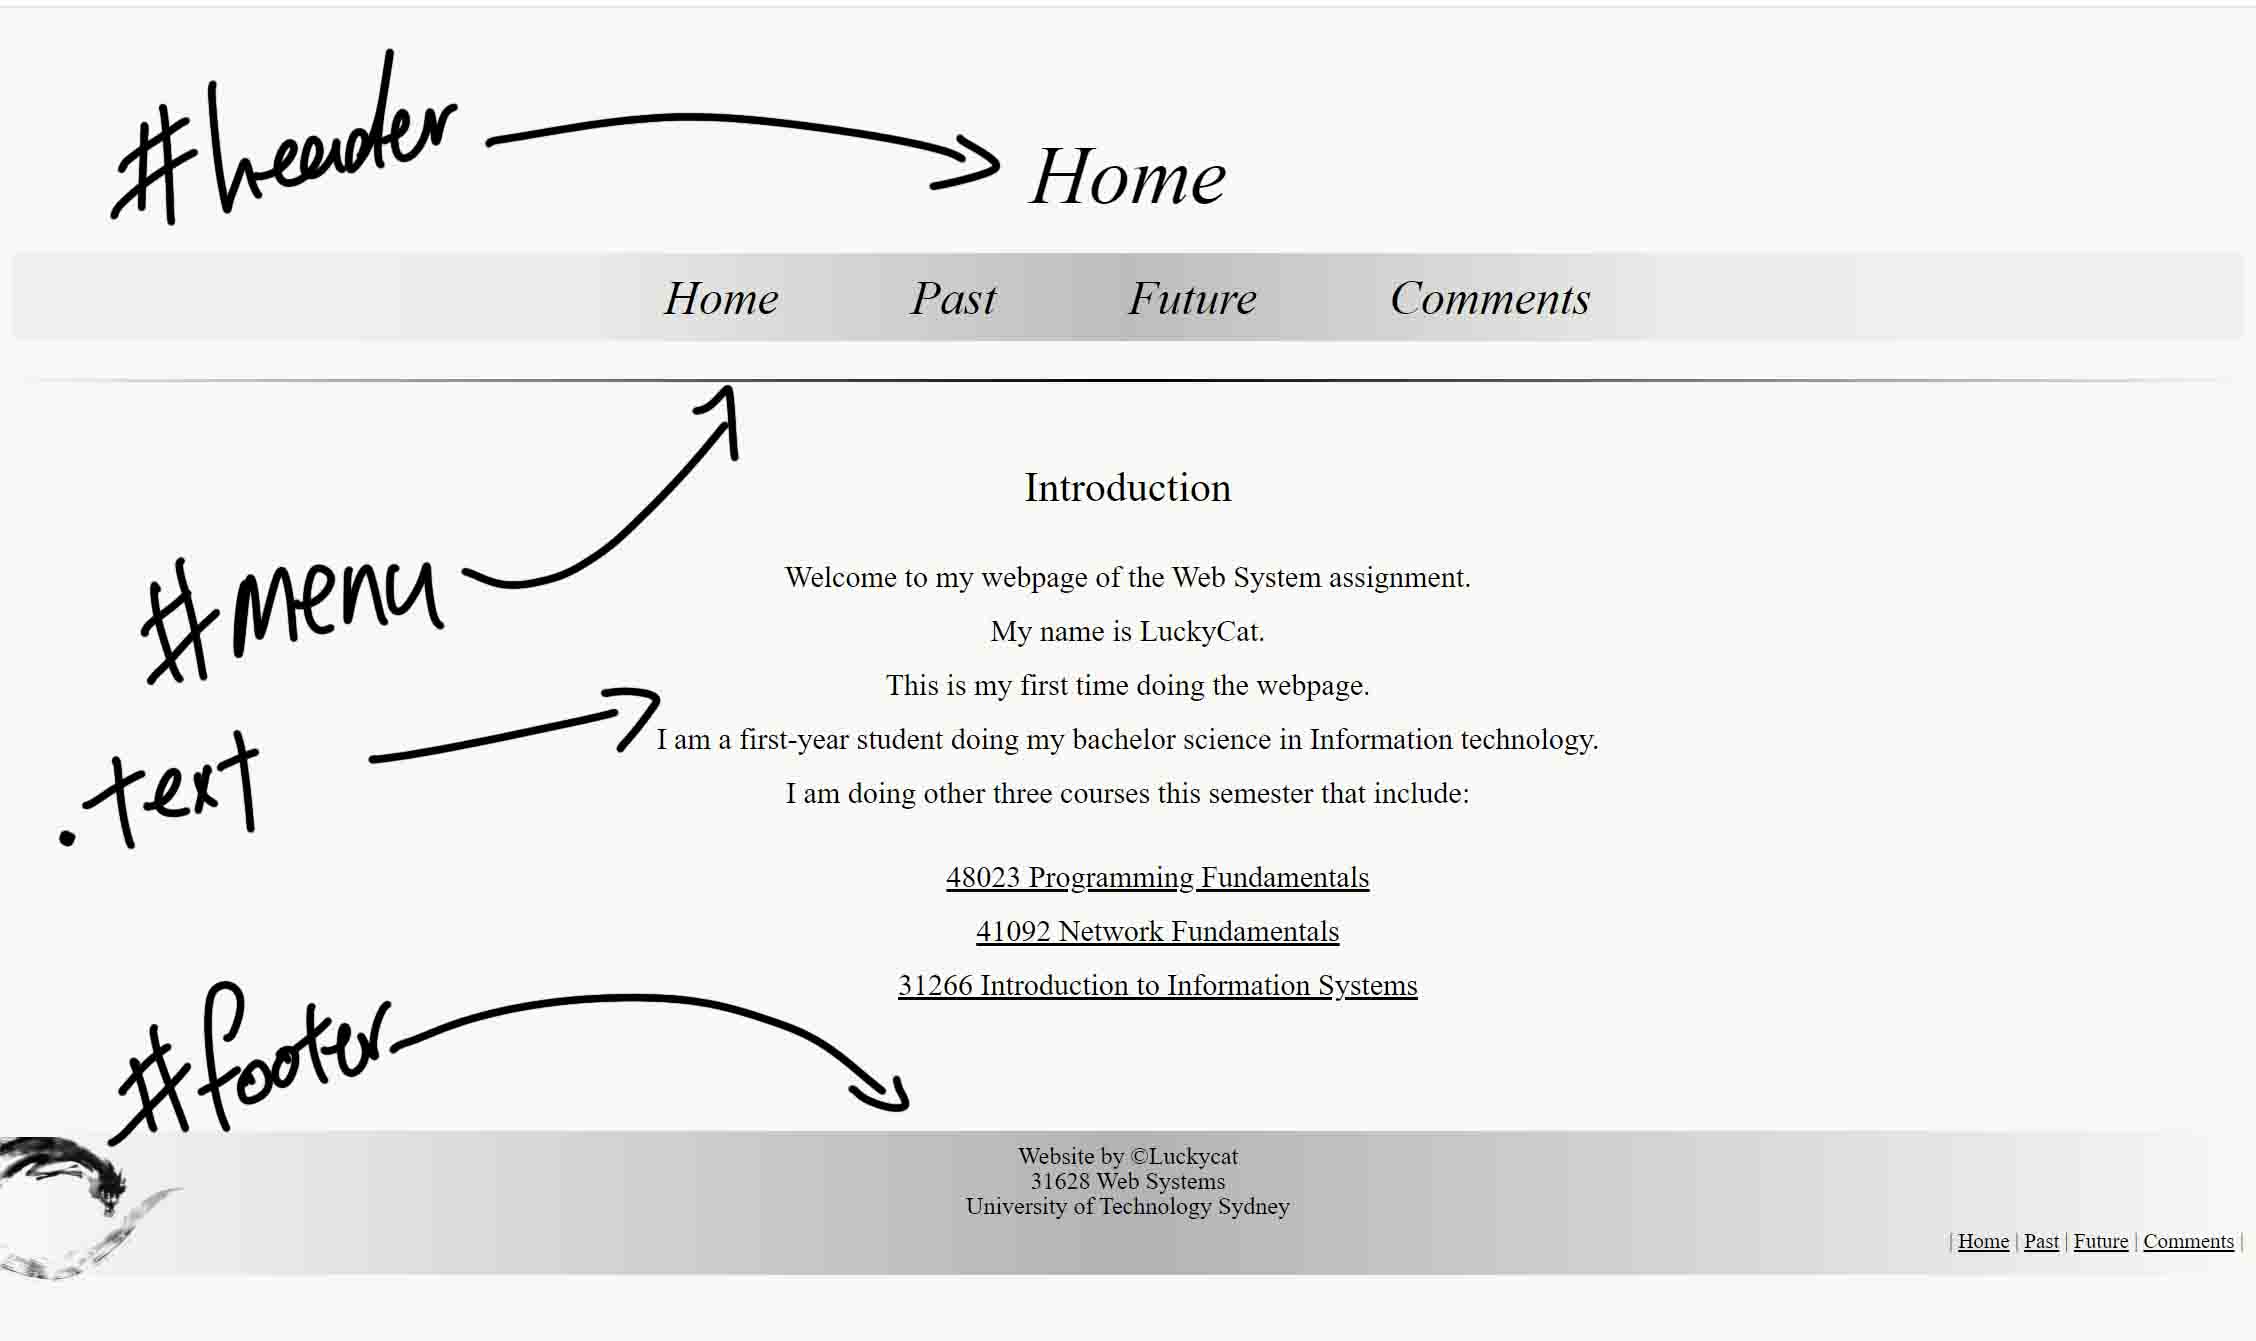 #header
Home
Home Past Future Comments
Introduction
#menu
Welcome to my webpage of the Web System assignment.
My name is LuckyCat.
This is my first time doing the webpage.
.text
I am a first-year student doing my bachelor science in Information technology.
I am doing other three courses this semester that include:
48023 Programming Fundamentals
41092 Network Fundamentals
31266 Introduction to Information Systems
#footer
Website by ©Luckycat
31628 Web Systems
University of Technology Sydney
| Home | Past | Future | Comments |